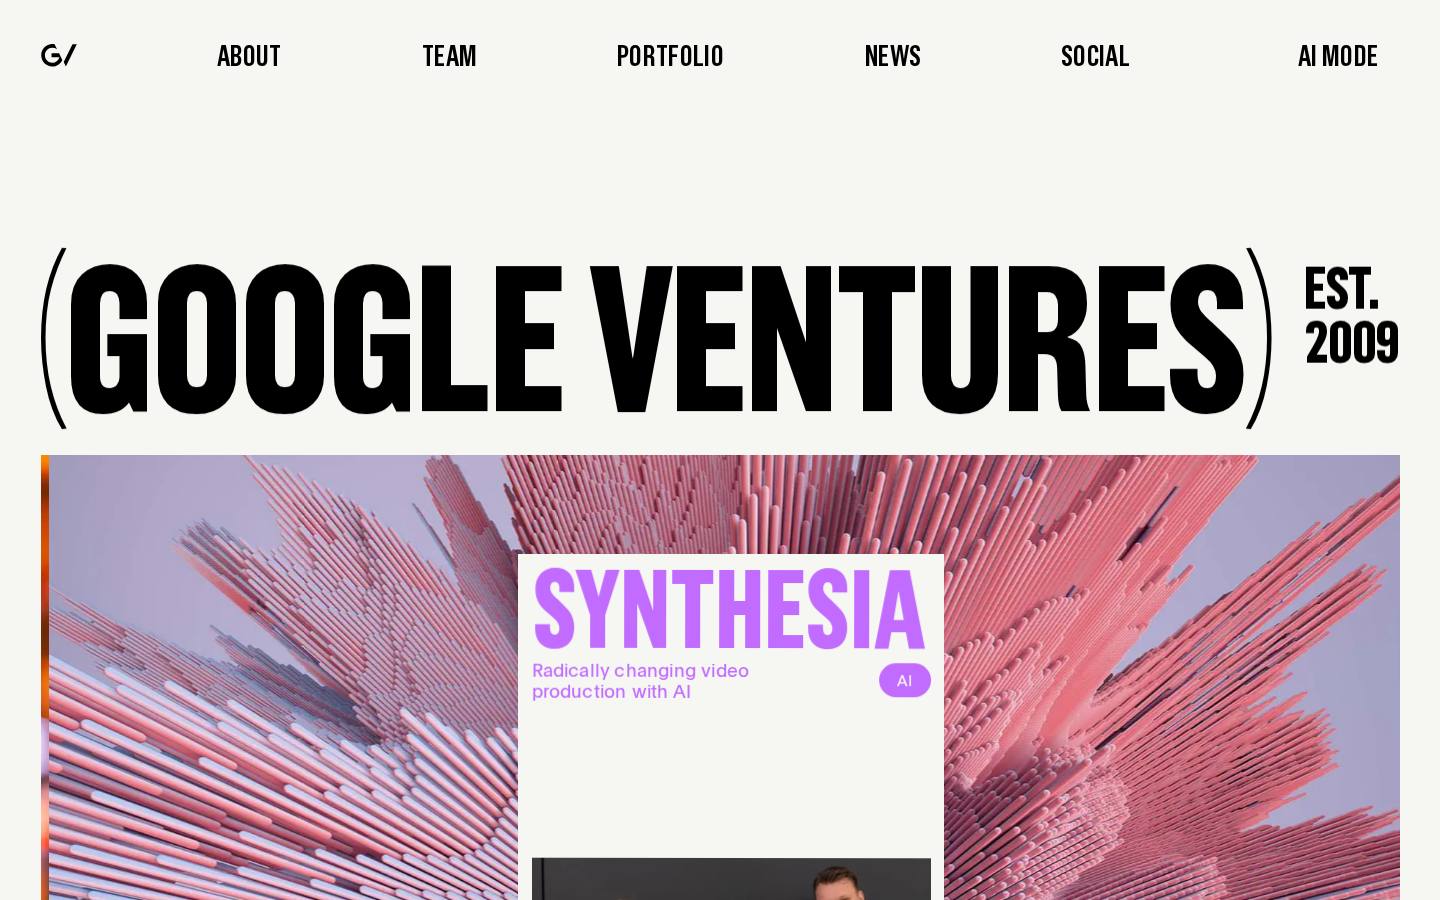 GV
ABOUT
TEAM
PORTFOLIO
NEWS
SOCIAL
AI MODE
(GOOGLE VENTURES)
EST.
2009
SYNTHESIA
Radically changing video
production with AI
AI